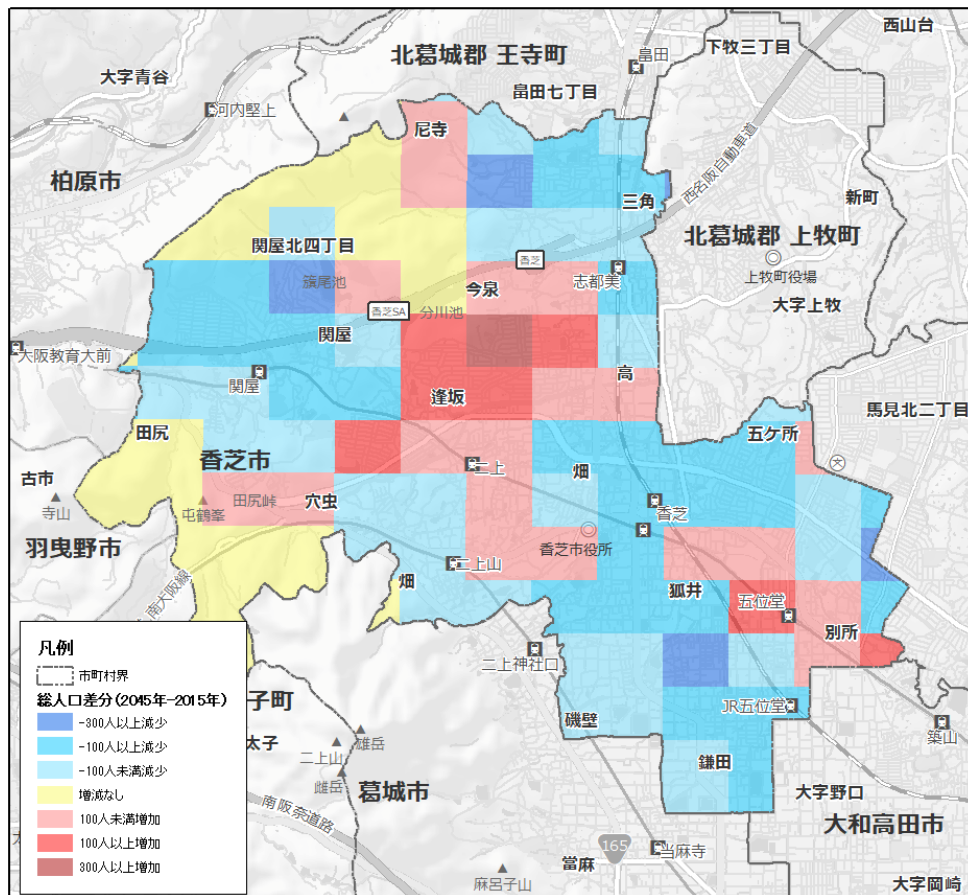 西山台
下牧三丁目
北葛城郡 王寺町
畠田
大字青谷
畠田七丁目
河内堅上
尼寺
西名阪自動車道
柏原市
新町
三角
北葛城郡 上牧町
関屋北四丁目
香芝
上牧町役場
志都美
旗尾池
今泉
大字上牧
香芝SA
分川池
関屋
大阪教育大前
高
関屋
逢坂
馬見北二丁目
田尻
五ケ所
香芝市
文
古市
二上
畑
田尻峠
穴虫
寺山
屯鶴峯
香芝
羽曳野市
香芝市役所
二上山
畑
狐井
南大阪線
五位堂
別所
凡例
二上神社口
市町村界
総人口差分(2045年-2015年)
子町
JR五位堂
-300人以上減少
磯壁
築山
太子
雄岳
-100人以上減少
二上山
鎌田
-100人未満減少
雌岳
葛城市
増減なし
大字野口
南阪奈道路
100人未満増加
大和高田市
100人以上増加
165
当麻寺
當麻
300人以上増加
麻呂子山
大字岡崎